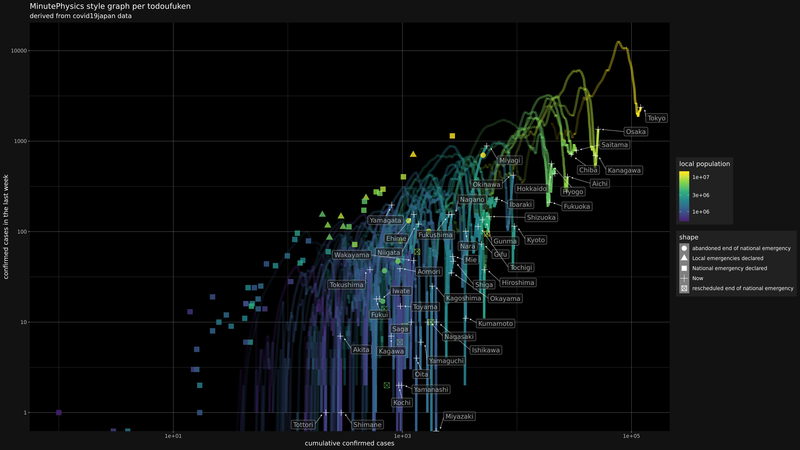 MinutePhysics style graph per todoufuken
derived from covid19japan data
confirmed cases in the last week
10000
1000
100
10
1
1e+01
1e+03
1e+05
cumulative confirmed cases
Tokyo
Osaka
Saitama
Kanagawa
Chiba
Aichi
Hyogo
Fukuoka
Miyagi
Okinawa
Hokkaido
Ibaraki
Nagano
Shizuoka
Yamagata
Ehime
Fukushima
Gunma
Kyoto
Nara
Gifu
Niigata
Wakayama
Mie
Tochigi
Aomori
Tokushima
Shiga
Hiroshima
Iwate
Kagoshima
Okayama
Toyama
Fukui
Saga
Kumamoto
Nagasaki
Akita
Kagawa
Ishikawa
Yamaguchi
Oita
Yamanashi
Kochi
Miyazaki
Tottori
Shimane
local population
1e+07
3e+06
1e+06
shape
abandoned end of national emergency
Local emergencies declared
National emergency declared
Now
rescheduled end of national emergency